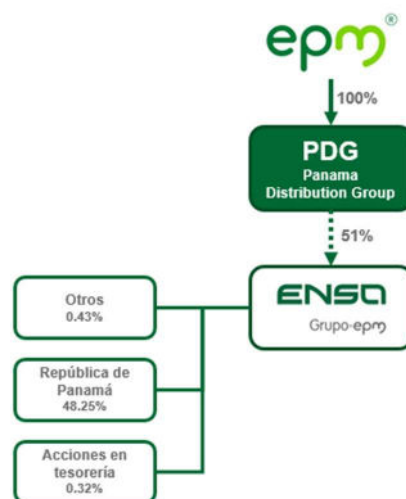 epm®
100%
PDG
Panama
Distribution Group
51%
ENSA
Grupo-epm
Otros
0.43%
República de
Panamá
48.25%
Acciones en
tesorería
0.32%